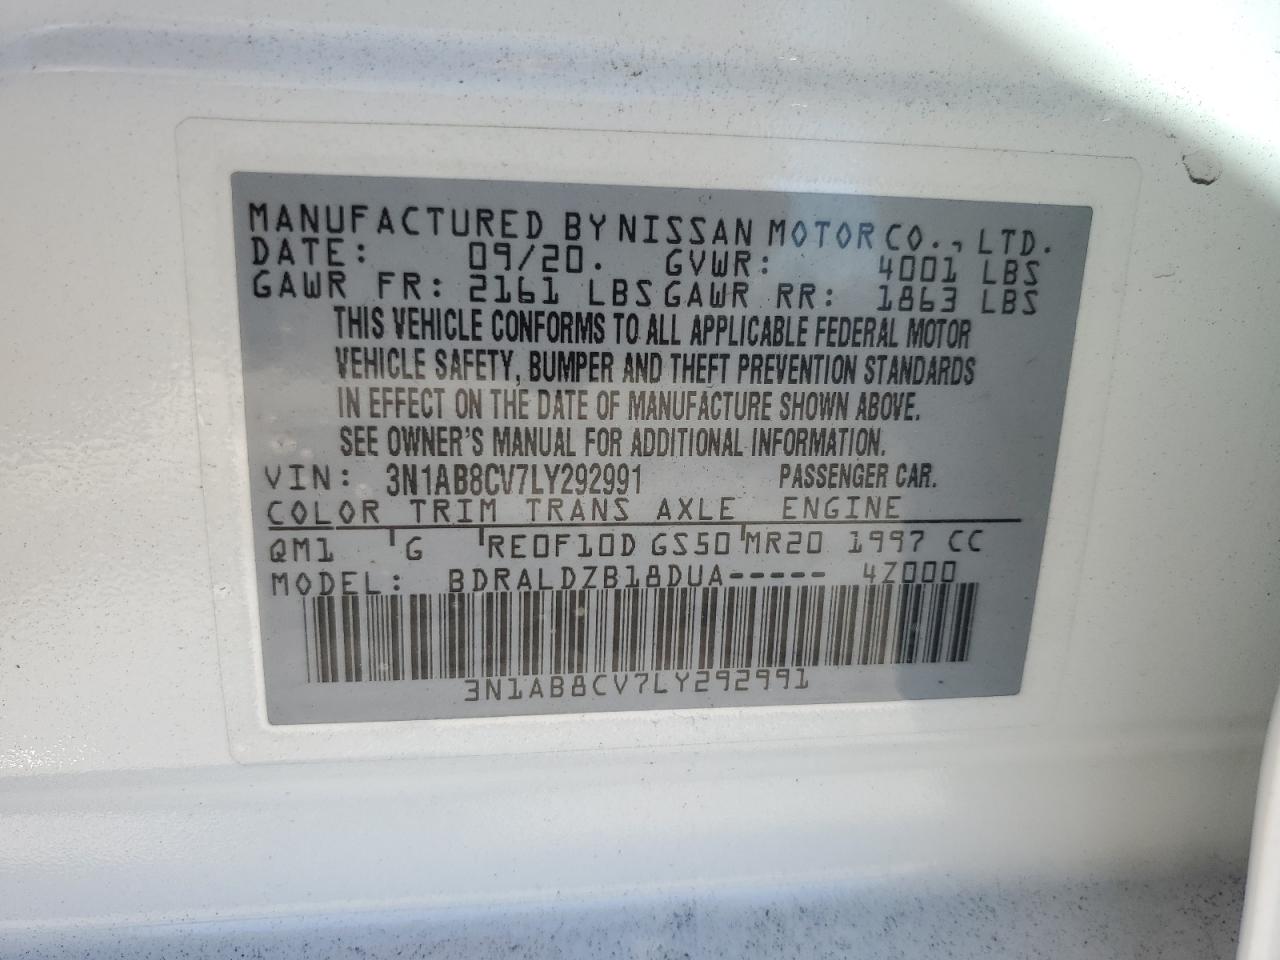 MANUFACTURED BY NISSAN MOTOR CO., LTD.
DATE: 09/20. GVWR: 4001 LBS
GAWR FR: 2161 LBS GAWR RR: 1863 LBS
THIS VEHICLE CONFORMS TO ALL APPLICABLE FEDERAL MOTOR
VEHICLE SAFETY, BUMPER AND THEFT PREVENTION STANDARDS
IN EFFECT ON THE DATE OF MANUFACTURE SHOWN ABOVE.
SEE OWNER'S MANUAL FOR ADDITIONAL INFORMATION.
VIN: 3N1AB8CV7LY292991 PASSENGER CAR.
COLOR TRIM TRANS AXLE ENGINE
QM1 G RE0F10D GS50 MR20 1997 CC
MODEL: BDRALDZB18DUA----- 4Z000
3N1AB8CV7LY292991